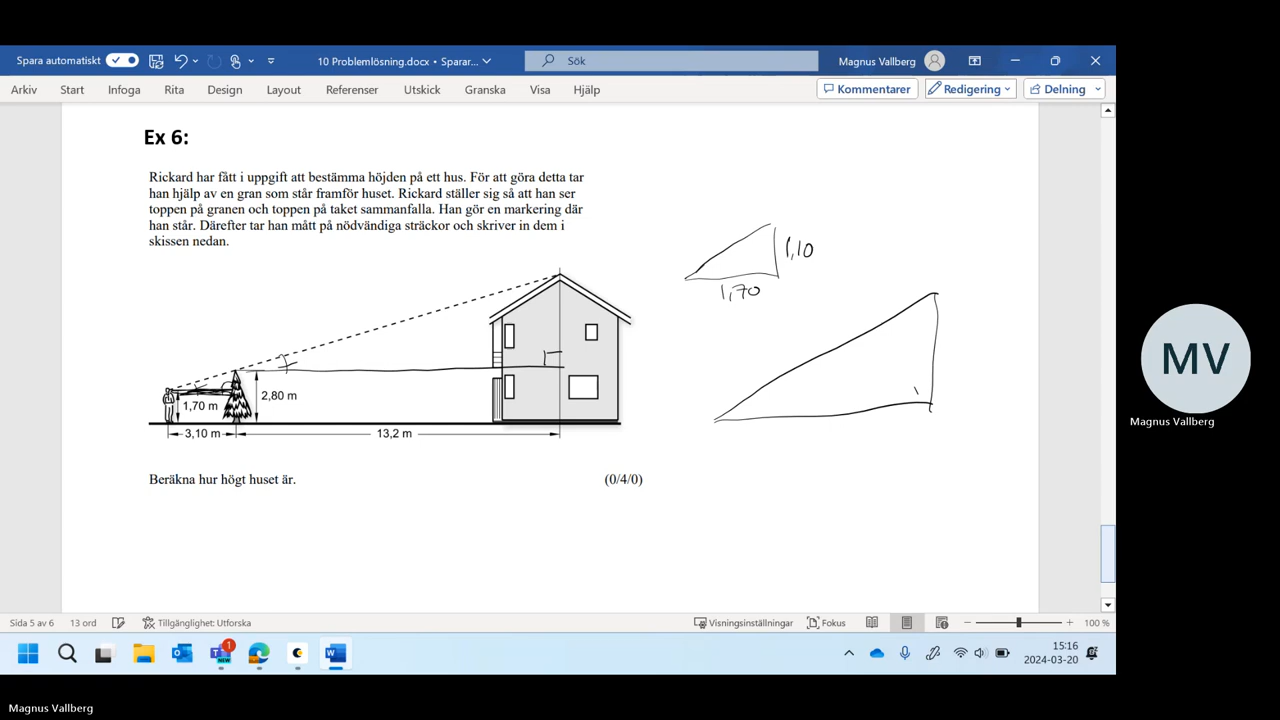 Spara automatiskt
10 Problemlösning.docx • Sparar...
Sök
Magnus Vallberg
Arkiv Start Infoga Rita Design Layout Referenser Utskick Granska Visa Hjälp
Kommentarer
Redigering
Delning
Ex 6:
Rickard har fått i uppgift att bestämma höjden på ett hus. För att göra detta tar
han hjälp av en gran som står framför huset. Rickard ställer sig så att han ser
toppen på granen och toppen på taket sammanfalla. Han gör en markering där
han står. Därefter tar han mått på nödvändiga sträckor och skriver in dem i
skissen nedan.
1,10
1,70
1,70 m
2,80 m
3,10 m
13,2 m
Beräkna hur högt huset är.
(0/4/0)
MV
Magnus Vallberg
Sida 5 av 6
13 ord
Tillgänglighet: Utforska
Visningsinställningar
Fokus
100 %
1
NEW
15:16
2024-03-20
Magnus Vallberg